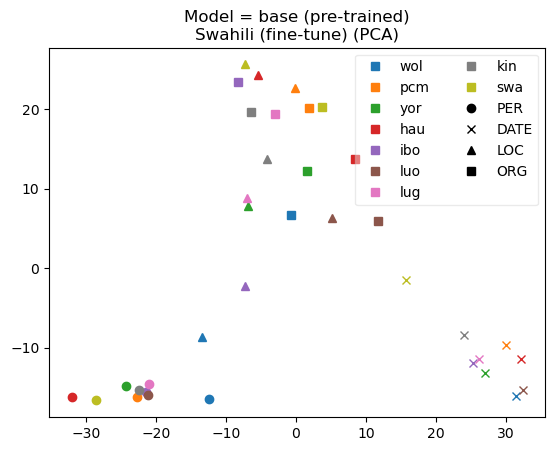 Model = base (pre-trained)
Swahili (fine-tune) (PCA)
wol kin
pcm swa
yor PER
hau DATE
ibo LOC
luo ORG
lug
20
10
0
−10
−30 −20 −10 0 10 20 30